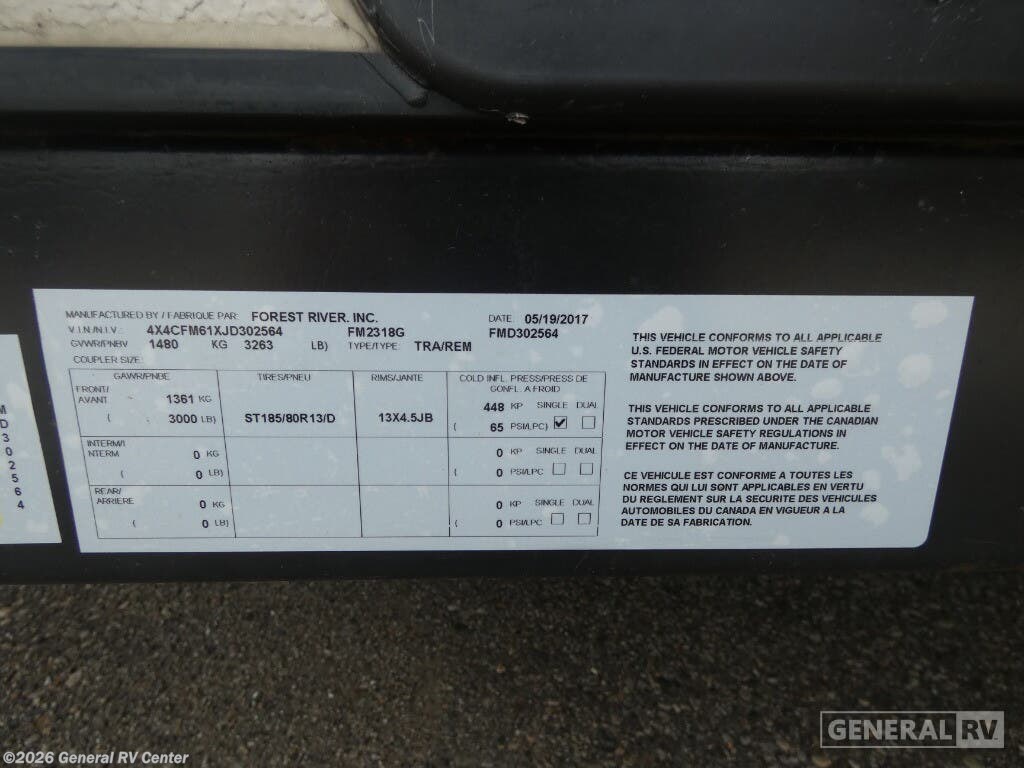 MANUFACTURED BY / FABRIQUE PAR: FOREST RIVER, INC. DATE: 05/19/2017
V.I.N./N.I.V.: 4X4CFM61XJD302564 FM2318G FMD302564
GVWR/PNBV 1480 KG 3263 LB) TYPE/TYPE: TRA/REM
COUPLER SIZE:
GAWR/PNBE TIRES/PNEU RIMS/JANTE COLD INFL. PRESS/PRESS DE
GONFL. A FROID
FRONT/
AVANT 1361 KG 448 KP SINGLE DUAL
( 3000 LB) ST185/80R13/D 13X4.5JB ( 65 PSI/LPC)
INTERM/I
NTERM 0 KG 0 KP SINGLE DUAL
( 0 LB) ( 0 PSI/LPC
REAR/
ARRIERE 0 KG 0 KP SINGLE DUAL
( 0 LB) ( 0 PSI/LPC
THIS VEHICLE CONFORMS TO ALL APPLICABLE
U.S. FEDERAL MOTOR VEHICLE SAFETY
STANDARDS IN EFFECT ON THE DATE OF
MANUFACTURE SHOWN ABOVE.
THIS VEHICLE CONFORMS TO ALL APPLICABLE
STANDARDS PRESCRIBED UNDER THE CANADIAN
MOTOR VEHICLE SAFETY REGULATIONS IN
EFFECT ON THE DATE OF MANUFACTURE.
CE VEHICULE EST CONFORME A TOUTES LES
NORMES QUI LUI SONT APPLICABLES EN VERTU
DU REGLEMENT SUR LA SECURITE DES VEHICULES
AUTOMOBILES DU CANADA EN VIGUEUR A LA
DATE DE SA FABRICATION.
M
D
3
0
2
5
6
4
GENERAL RV
©2026 General RV Center